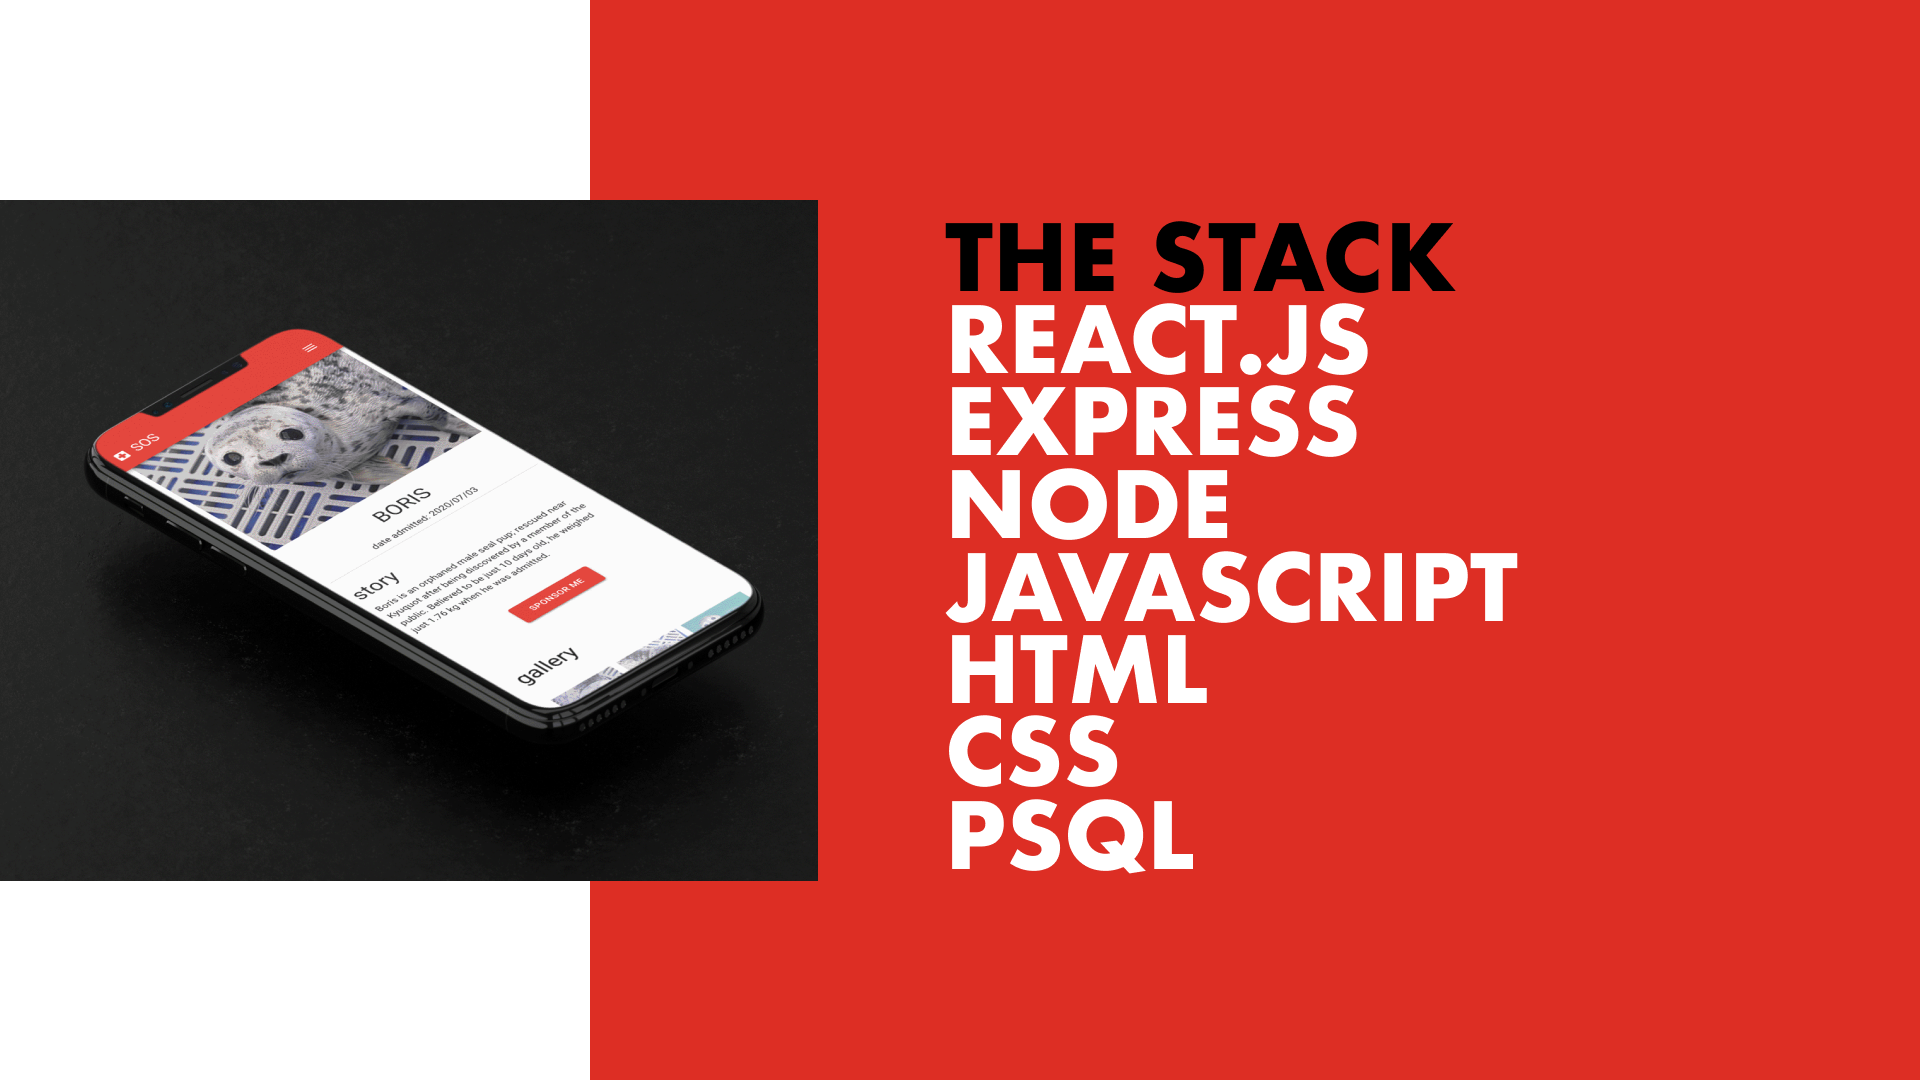 SOS
BORIS
date admitted: 2020/07/03
story
Boris is an orphaned male seal pup; rescued near
Kyuquot after being discovered by a member of the
public. Believed to be just 10 days old, he weighed
just 1.76 kg when he was admitted.
SPONSOR ME
gallery
THE STACK
REACT.JS
EXPRESS
NODE
JAVASCRIPT
HTML
CSS
PSQL